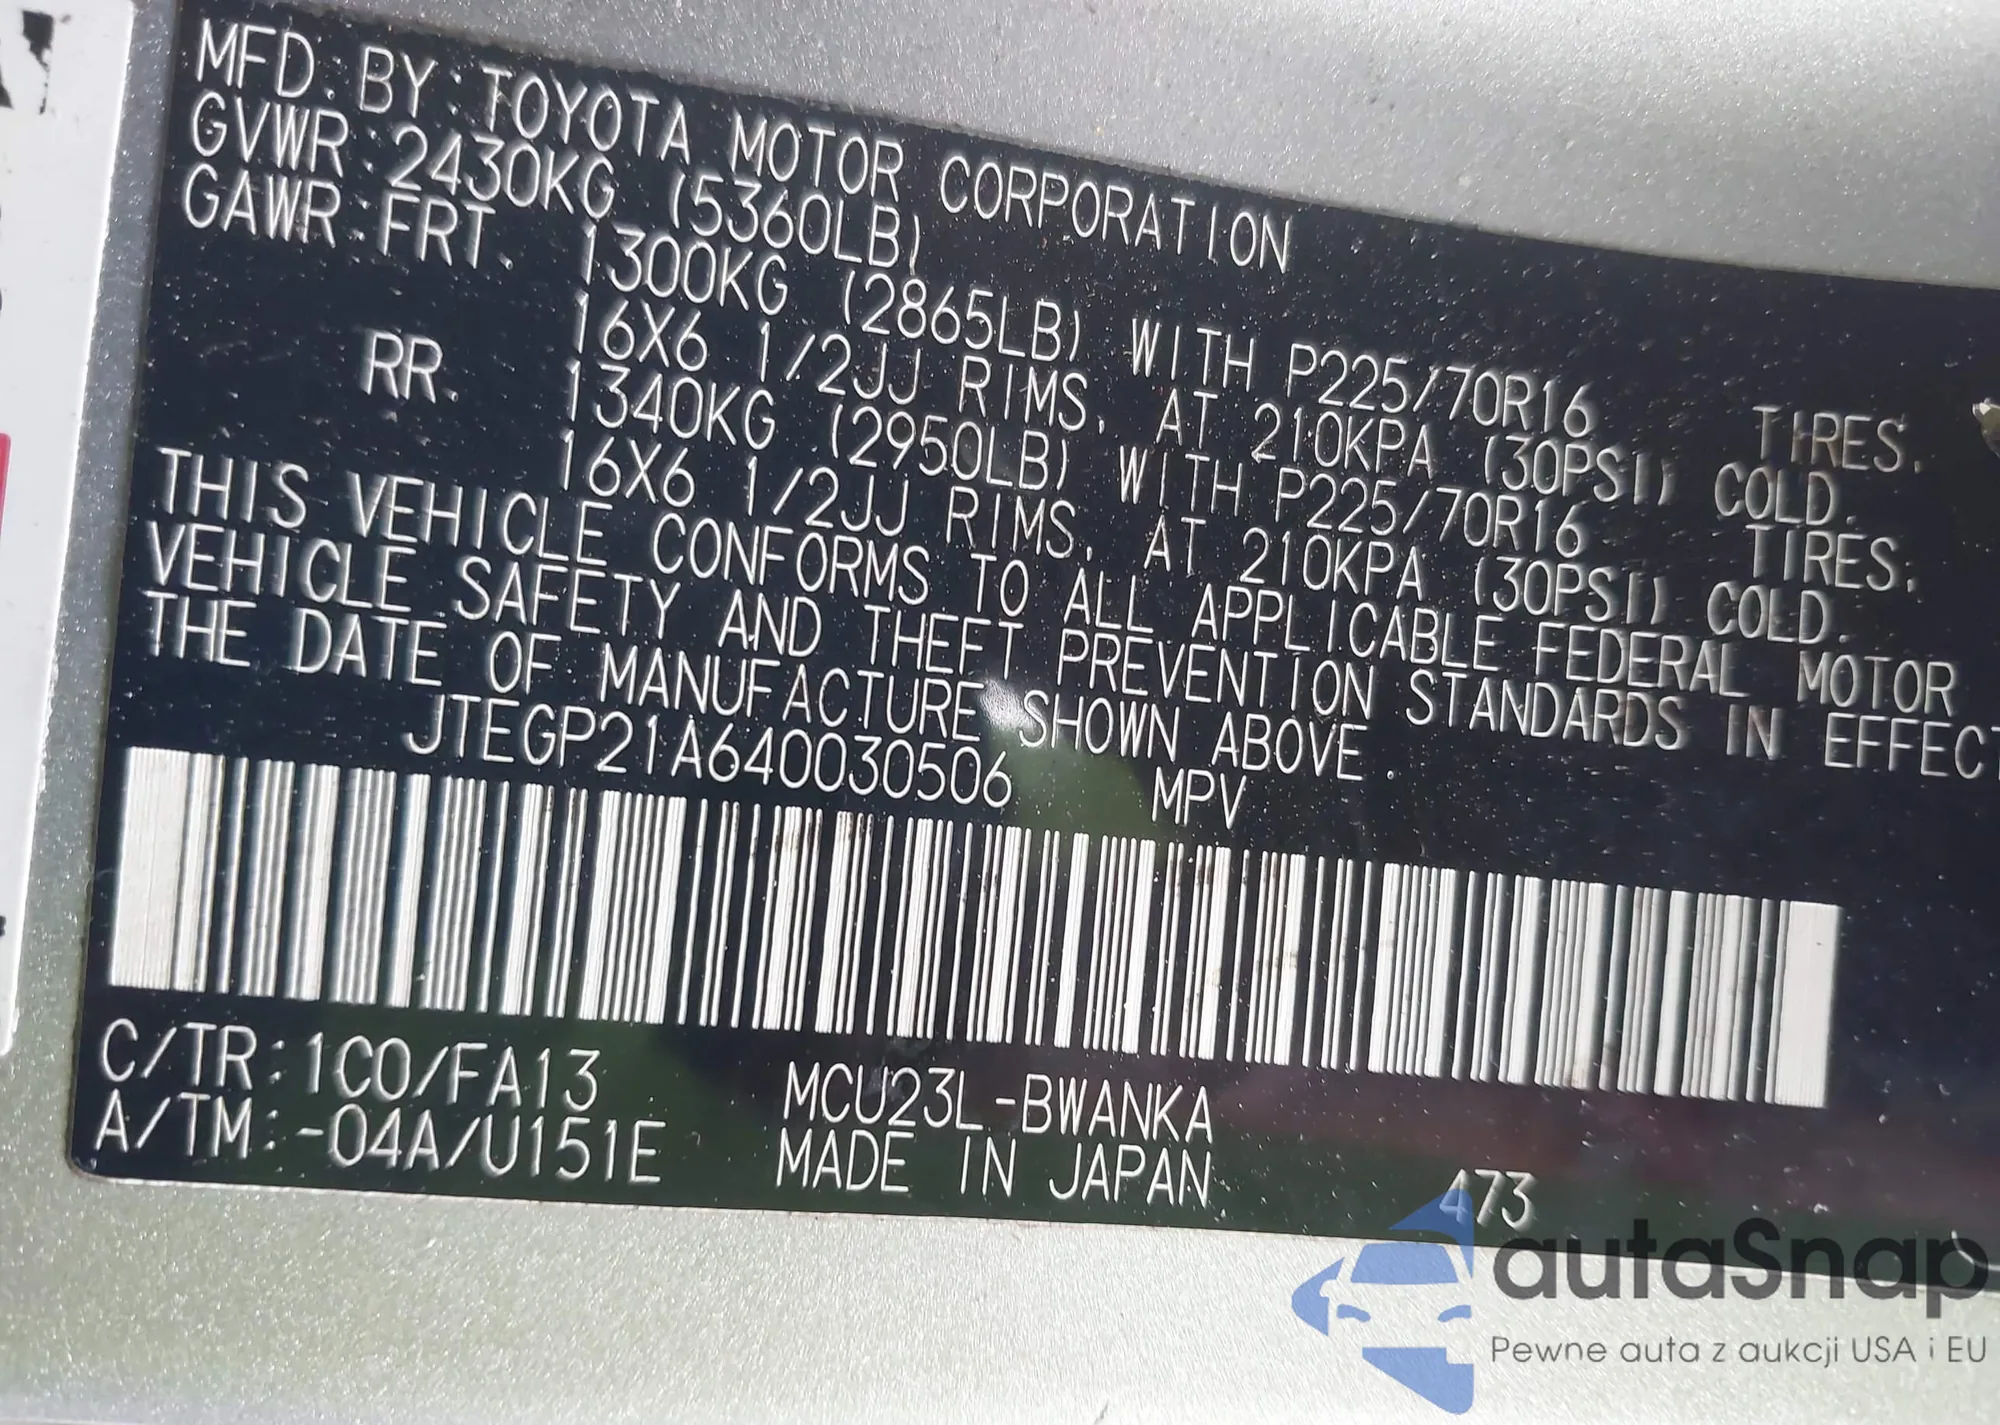 MFD. BY: TOYOTA MOTOR CORPORATION
GVWR: 2430KG (5360LB)
GAWR: FRT. 1300KG (2865LB) WITH P225/70R16 TIRES,
16X6 1/2JJ RIMS, AT 210KPA (30PSI) COLD.
RR. 1340KG (2950LB) WITH P225/70R16 TIRES,
16X6 1/2JJ RIMS, AT 210KPA (30PSI) COLD.
THIS VEHICLE CONFORMS TO ALL APPLICABLE FEDERAL MOTOR
VEHICLE SAFETY AND THEFT PREVENTION STANDARDS IN EFFECT
THE DATE OF MANUFACTURE SHOWN ABOVE.
JTEGP21A640030506 MPV
C/TR: 1C0/FA13 MCU23L-BWANKA
A/TM: -04A/U151E MADE IN JAPAN 473
autaSnap
Pewne auta z aukcji USA i EU